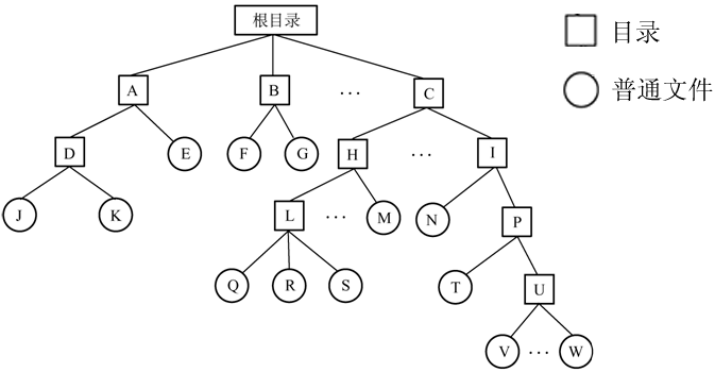 根目录
目录
普通文件
A B ··· C
D E F G H ··· I
J K L ··· M N P
Q R S T U
V ··· W